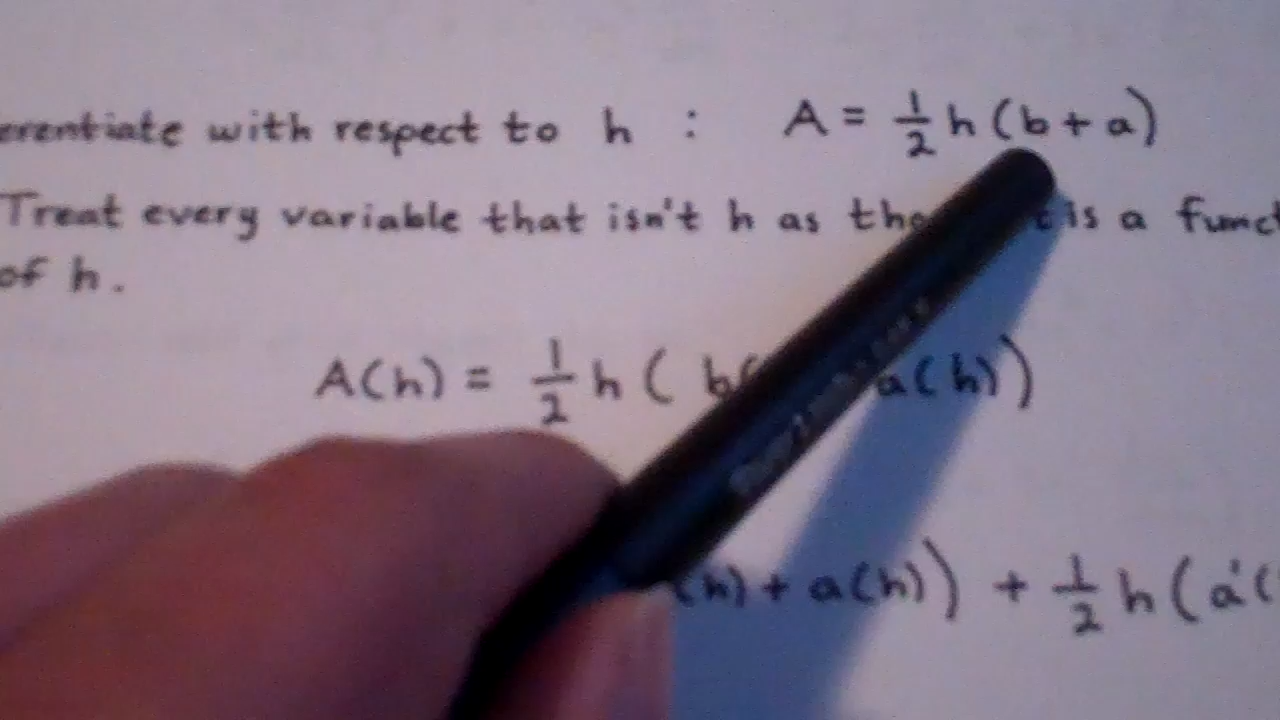 erentiate with respect to h : A = 1/2 h (b + a)
Treat every variable that isn't h as is a funct
of h.
A(h) = 1/2 h ( b( a(h))
(h) + a(h)) + 1/2 h (a'(